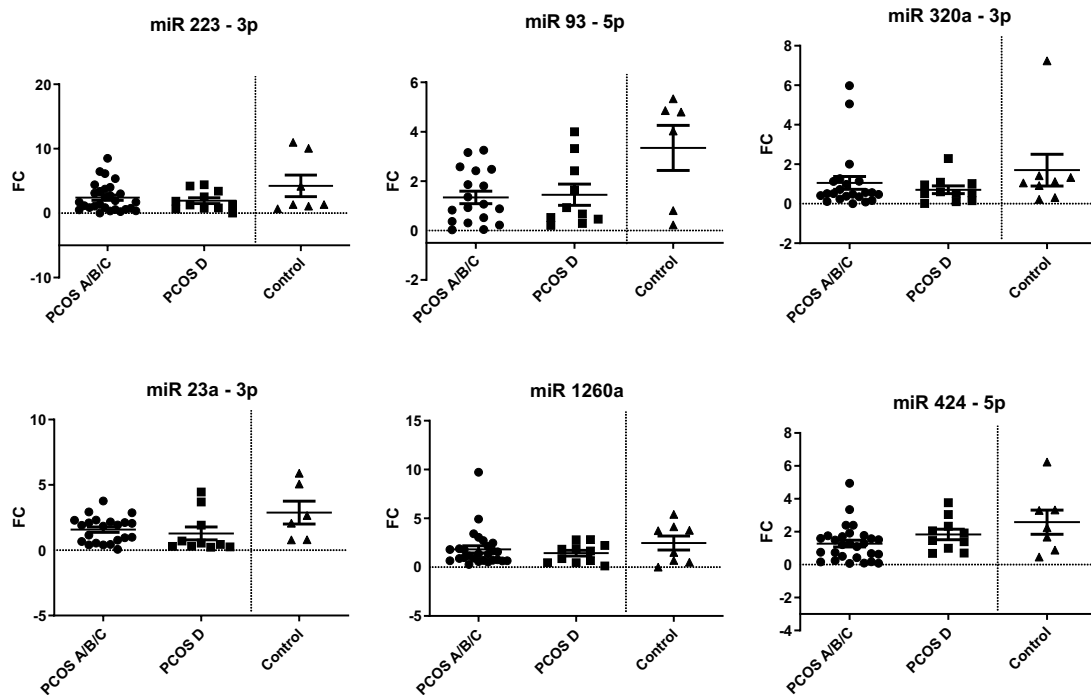 miR 223 - 3p
FC
20
10
0
-10
PCOS A/B/C
PCOS D
Control
miR 93 - 5p
FC
6
4
2
0
-2
PCOS A/B/C
PCOS D
Control
miR 320a - 3p
FC
8
6
4
2
0
-2
PCOS A/B/C
PCOS D
Control
miR 23a - 3p
FC
10
5
0
-5
PCOS A/B/C
PCOS D
Control
miR 1260a
FC
15
10
5
0
-5
PCOS A/B/C
PCOS D
Control
miR 424 - 5p
FC
8
6
4
2
0
-2
-4
PCOS A/B/C
PCOS D
Control